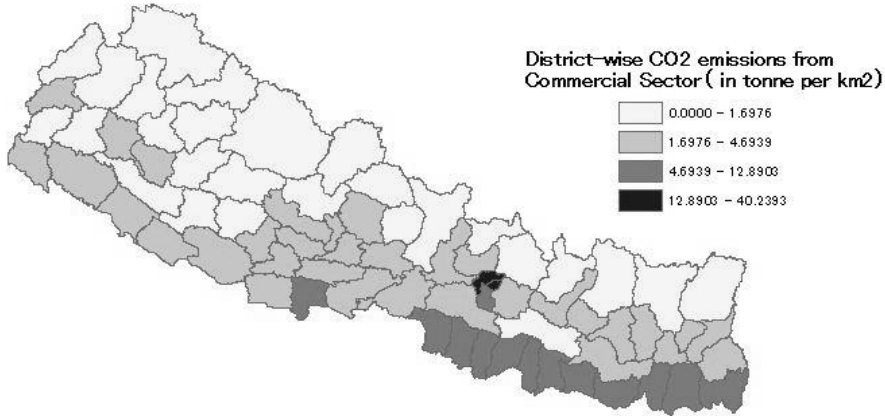 District-wise CO2 emissions from
Commercial Sector ( in tonne per km2)
0.0000 - 1.6976
1.6976 - 4.6939
4.6939 - 12.8903
12.8903 - 40.2393